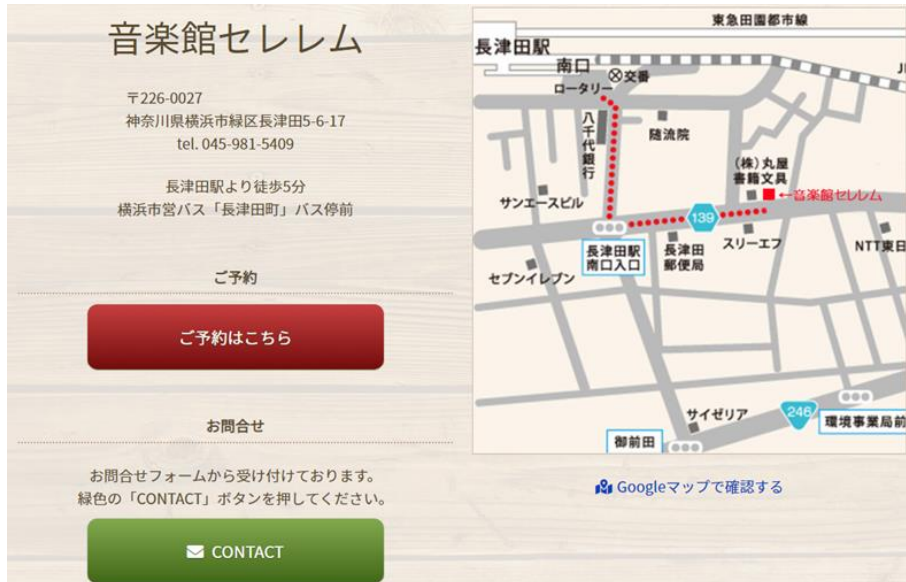 音楽館セレレム
〒226-0027
神奈川県横浜市緑区長津田5-6-17
tel. 045-981-5409
長津田駅より徒歩5分
横浜市営バス「長津田町」バス停前
ご予約
ご予約はこちら
お問合せ
お問合せフォームから受け付けております。
緑色の「CONTACT」ボタンを押してください。
CONTACT
東急田園都市線
長津田駅
南口
交番
ロータリー
八千代銀行
随流院
(株)丸屋
書籍文具
←音楽館セレレム
サンエースビル
139
長津田駅
南口入口
長津田
郵便局
スリーエフ
NTT東日
セブンイレブン
サイゼリア
246
環境事業局前
御前田
Googleマップで確認する